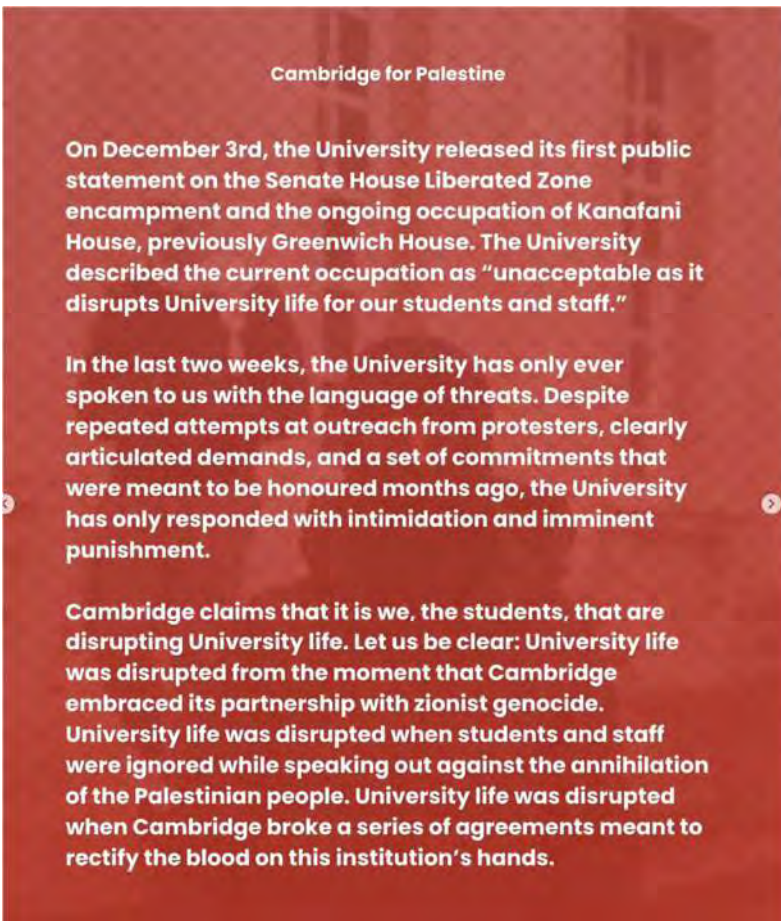 Cambridge for Palestine
On December 3rd, the University released its first public
statement on the Senate House Liberated Zone
encampment and the ongoing occupation of Kanafani
House, previously Greenwich House. The University
described the current occupation as “unacceptable as it
disrupts University life for our students and staff.”
In the last two weeks, the University has only ever
spoken to us with the language of threats. Despite
repeated attempts at outreach from protesters, clearly
articulated demands, and a set of commitments that
were meant to be honoured months ago, the University
has only responded with intimidation and imminent
punishment.
Cambridge claims that it is we, the students, that are
disrupting University life. Let us be clear: University life
was disrupted from the moment that Cambridge
embraced its partnership with zionist genocide.
University life was disrupted when students and staff
were ignored while speaking out against the annihilation
of the Palestinian people. University life was disrupted
when Cambridge broke a series of agreements meant to
rectify the blood on this institution’s hands.